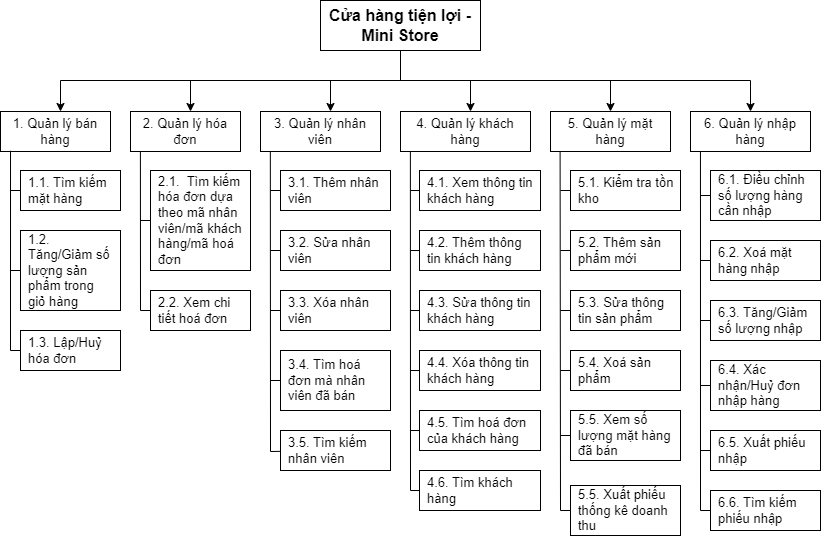 Cửa hàng tiện lợi -
Mini Store
1. Quản lý bán
hàng
2. Quản lý hóa
đơn
3. Quản lý nhân
viên
4. Quản lý khách
hàng
5. Quản lý mặt
hàng
6. Quản lý nhập
hàng
1.1. Tìm kiếm
mặt hàng
1.2.
Tăng/Giảm số
lượng sản
phẩm trong
giỏ hàng
1.3. Lập/Huỷ
hóa đơn
2.1. Tìm kiếm
hóa đơn dựa
theo mã nhân
viên/mã khách
hàng/mã hoá
đơn
2.2. Xem chi
tiết hoá đơn
3.1. Thêm nhân
viên
3.2. Sửa nhân
viên
3.3. Xóa nhân
viên
3.4. Tìm hoá
đơn mà nhân
viên đã bán
3.5. Tìm kiếm
nhân viên
4.1. Xem thông tin
khách hàng
4.2. Thêm thông
tin khách hàng
4.3. Sửa thông tin
khách hàng
4.4. Xóa thông tin
khách hàng
4.5. Tìm hoá đơn
của khách hàng
4.6. Tìm khách
hàng
5.1. Kiểm tra tồn
kho
5.2. Thêm sản
phẩm mới
5.3. Sửa thông
tin sản phẩm
5.4. Xoá sản
phẩm
5.5. Xem số
lượng mặt hàng
đã bán
5.5. Xuất phiếu
thống kê doanh
thu
6.1. Điều chỉnh
số lượng hàng
cần nhập
6.2. Xoá mặt
hàng nhập
6.3. Tăng/Giảm
số lượng nhập
6.4. Xác
nhận/Huỷ đơn
nhập hàng
6.5. Xuất phiếu
nhập
6.6. Tìm kiếm
phiếu nhập